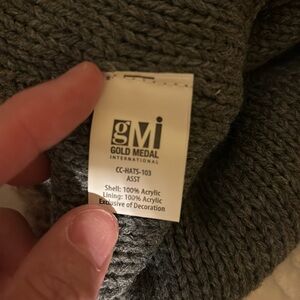 gMi
GOLD MEDAL
INTERNATIONAL
CC-HATS-103
ASST
Shell: 100% Acrylic
Lining: 100% Acrylic
Exclusive of Decoration